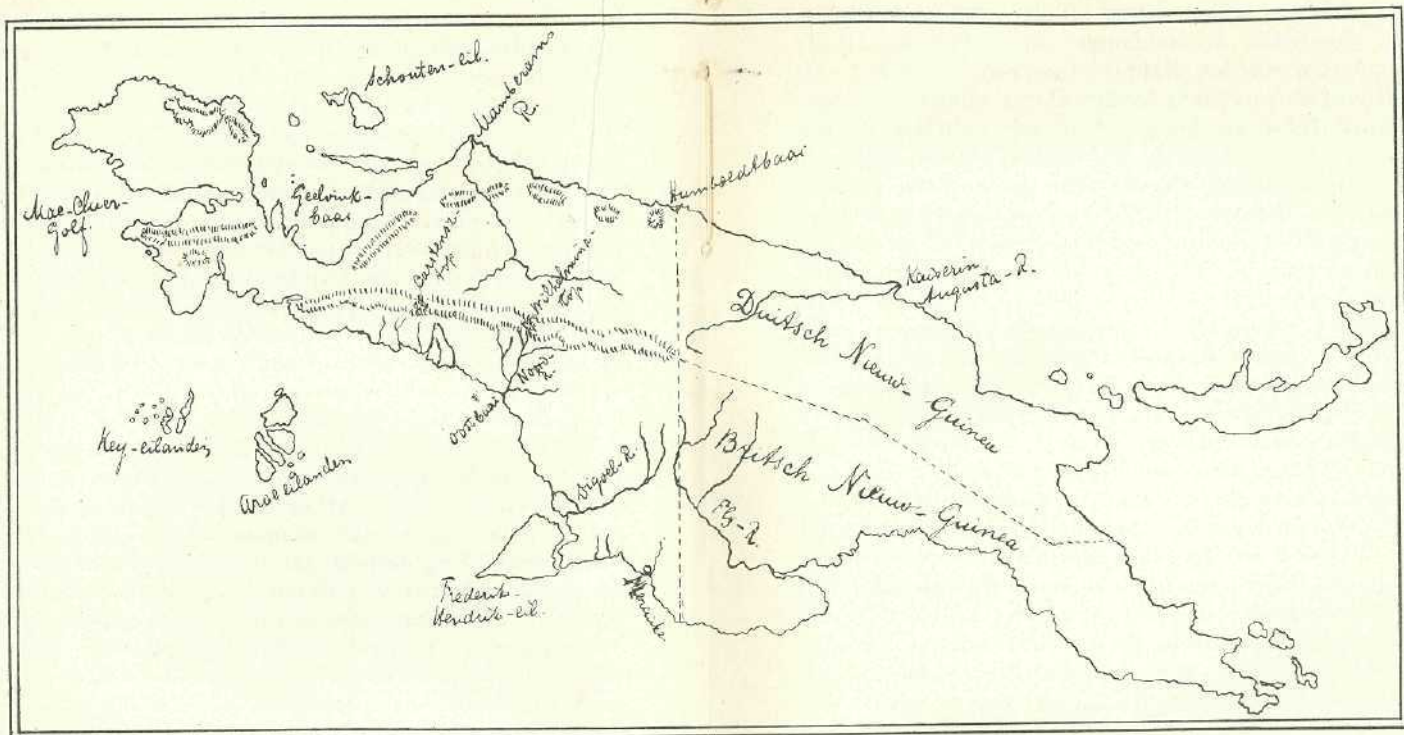 Schouten-eil.
Mamberamo
R.
Humboldtbaai
Mac-Cluer-
Golf.
Geelvink-
baai
Carstensz-
top.
Wilhelmina-
top.
Kaiserin
Augusta-R.
Duitsch Nieuw-Guinea
Noord-
R.
Oostbaai
Key-eilanden
Aroe eilanden
Digoel-R.
Britsch Nieuw-Guinea
Fly-R.
Frederik-
Hendrik-eil.
Merauke